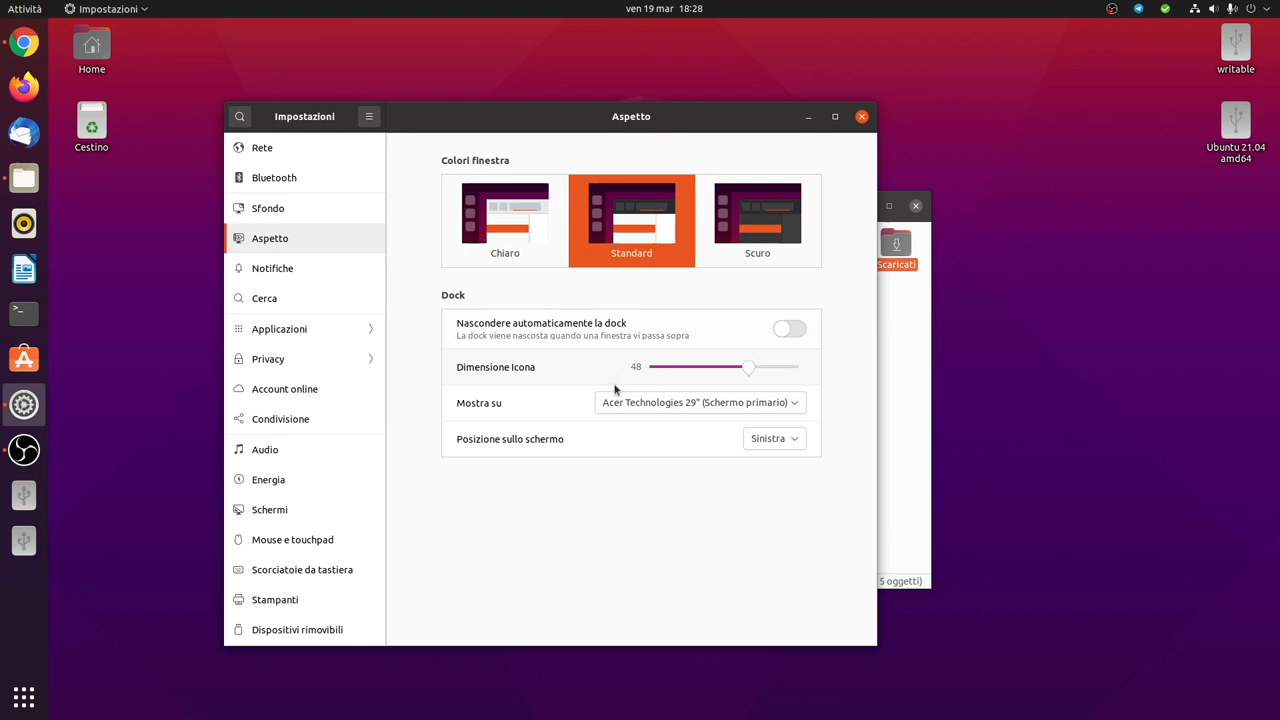 Attività
Impostazioni
ven 19 mar 18:28
Home
Cestino
writable
Ubuntu 21.04
amd64
Impostazioni
Aspetto
Rete
Bluetooth
Sfondo
Aspetto
Notifiche
Cerca
Applicazioni
Privacy
Account online
Condivisione
Audio
Energia
Schermi
Mouse e touchpad
Scorciatoie da tastiera
Stampanti
Dispositivi rimovibili
Colori finestra
Chiaro
Standard
Scuro
Dock
Nascondere automaticamente la dock
La dock viene nascosta quando una finestra vi passa sopra
Dimensione Icona
48
Mostra su
Acer Technologies 29" (Schermo primario)
Posizione sullo schermo
Sinistra
Scaricati
5 oggetti)